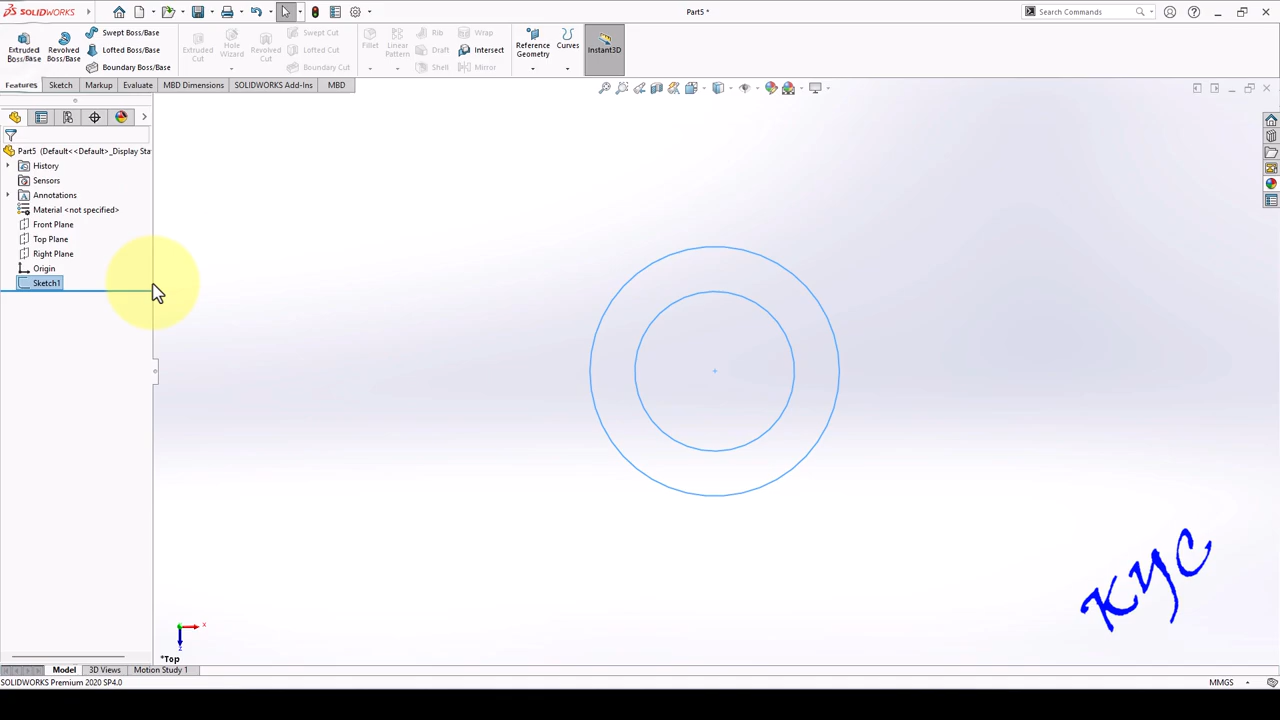 SOLIDWORKS
Part5 *
Search Commands
?
Extruded Boss/Base
Revolved Boss/Base
Swept Boss/Base
Lofted Boss/Base
Boundary Boss/Base
Extruded Cut
Hole Wizard
Revolved Cut
Swept Cut
Lofted Cut
Boundary Cut
Fillet
Linear Pattern
Rib
Draft
Shell
Wrap
Intersect
Mirror
Reference Geometry
Curves
Instant3D
Features
Sketch
Markup
Evaluate
MBD Dimensions
SOLIDWORKS Add-Ins
MBD
Part5 (Default<<Default>_Display Sta
History
Sensors
Annotations
Material <not specified>
Front Plane
Top Plane
Right Plane
Origin
Sketch1
KYC
x
z
*Top
Model
3D Views
Motion Study 1
SOLIDWORKS Premium 2020 SP4.0
MMGS